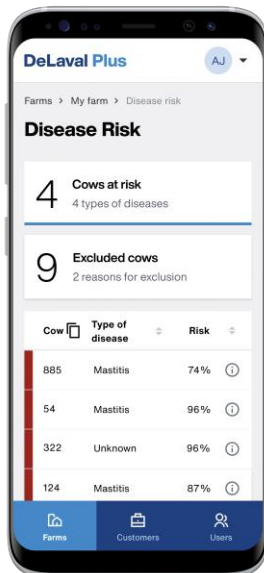 DeLaval Plus
AJ
Farms > My farm > Disease risk
Disease Risk
4
Cows at risk
4 types of diseases
9
Excluded cows
2 reasons for exclusion
Cow Type of disease Risk
885 Mastitis 74%
54 Mastitis 96%
322 Unknown 96%
124 Mastitis 87%
Farms Customers Users